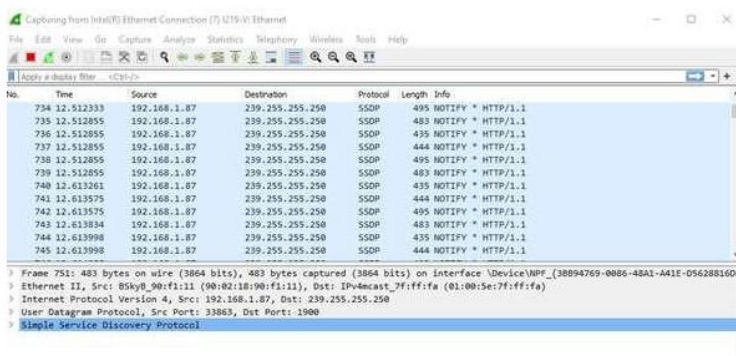 Capturing from Intel(R) Ethernet Connection (7) I219-V: Ethernet
File Edit View Go Capture Analyze Statistics Telephony Wireless Tools Help
Apply a display filter ... <Ctrl-/>
No. Time Source Destination Protocol Length Info
734 12.512333 192.168.1.87 239.255.255.250 SSDP 495 NOTIFY * HTTP/1.1
735 12.512855 192.168.1.87 239.255.255.250 SSDP 483 NOTIFY * HTTP/1.1
736 12.512855 192.168.1.87 239.255.255.250 SSDP 435 NOTIFY * HTTP/1.1
737 12.512855 192.168.1.87 239.255.255.250 SSDP 444 NOTIFY * HTTP/1.1
738 12.512855 192.168.1.87 239.255.255.250 SSDP 495 NOTIFY * HTTP/1.1
739 12.512855 192.168.1.87 239.255.255.250 SSDP 483 NOTIFY * HTTP/1.1
740 12.613261 192.168.1.87 239.255.255.250 SSDP 435 NOTIFY * HTTP/1.1
741 12.613575 192.168.1.87 239.255.255.250 SSDP 444 NOTIFY * HTTP/1.1
742 12.613575 192.168.1.87 239.255.255.250 SSDP 495 NOTIFY * HTTP/1.1
743 12.613834 192.168.1.87 239.255.255.250 SSDP 483 NOTIFY * HTTP/1.1
744 12.613998 192.168.1.87 239.255.255.250 SSDP 435 NOTIFY * HTTP/1.1
745 12.613998 192.168.1.87 239.255.255.250 SSDP 444 NOTIFY * HTTP/1.1
> Frame 751: 483 bytes on wire (3864 bits), 483 bytes captured (3864 bits) on interface \Device\NPF_{38B94769-0086-48A1-A41E-D5628816D
> Ethernet II, Src: BSkyB_90:f1:11 (90:02:18:90:f1:11), Dst: IPv4mcast_7f:ff:fa (01:00:5e:7f:ff:fa)
> Internet Protocol Version 4, Src: 192.168.1.87, Dst: 239.255.255.250
> User Datagram Protocol, Src Port: 33863, Dst Port: 1900
> Simple Service Discovery Protocol